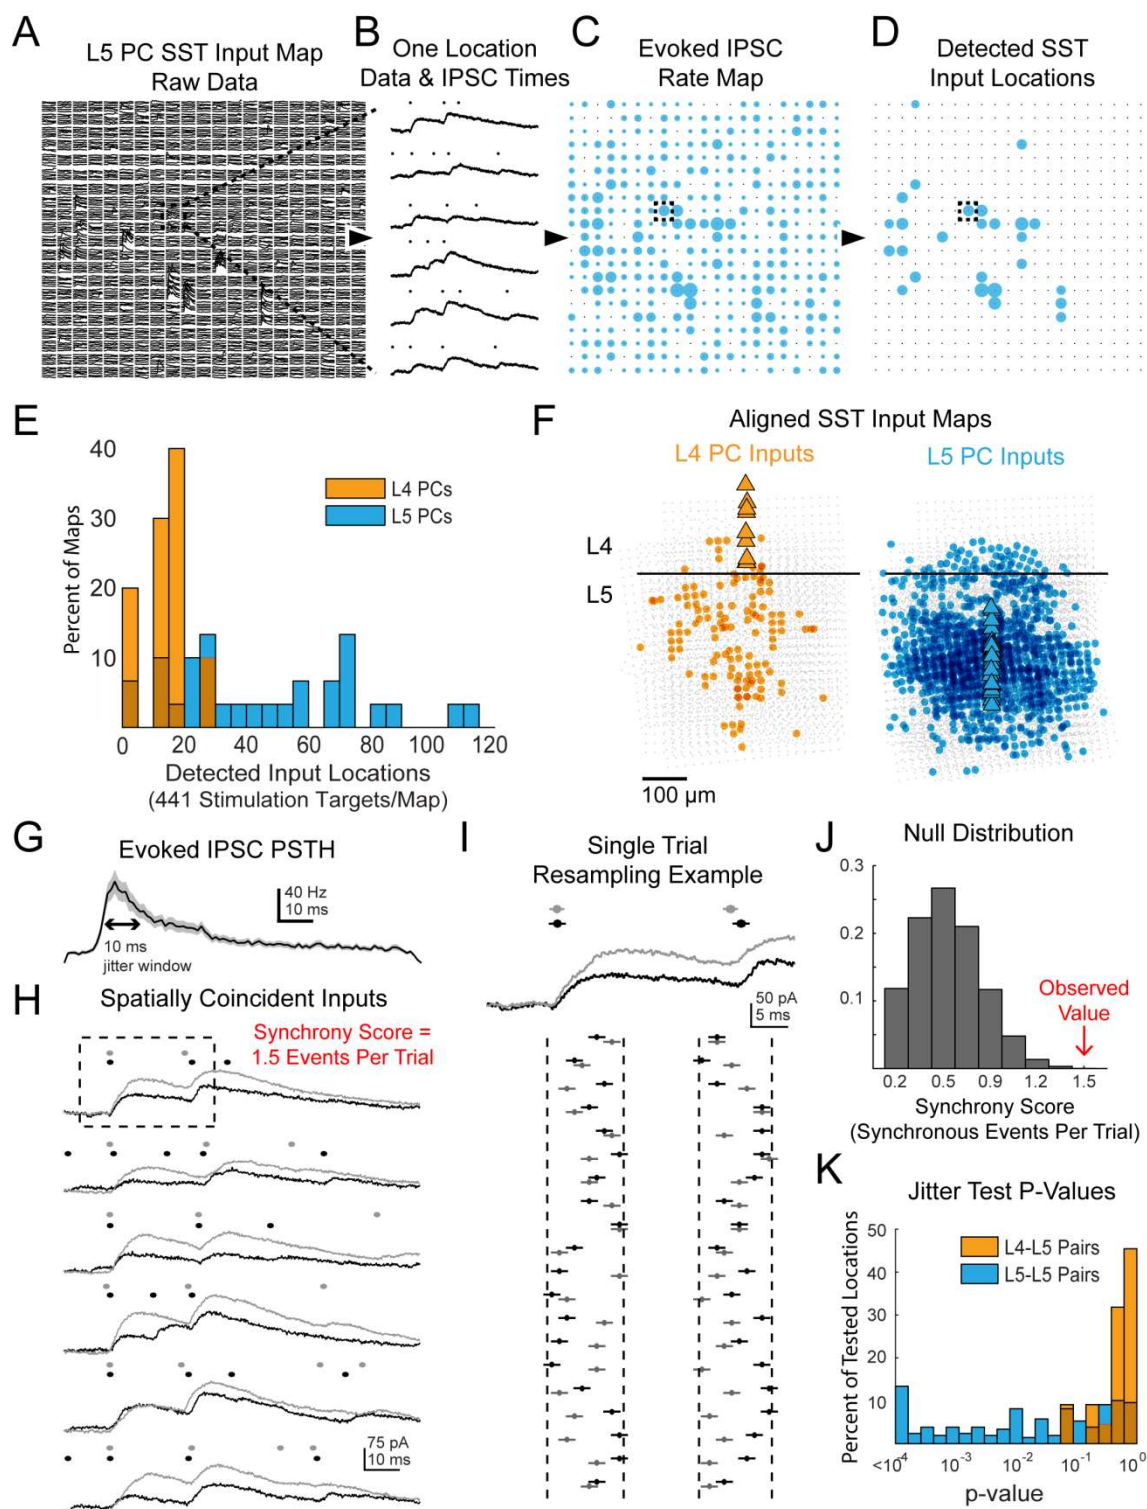 A
L5 PC SST Input Map
Raw Data
B
One Location
Data & IPSC Times
C
Evoked IPSC
Rate Map
D
Detected SST
Input Locations
E
40
30
20
10
Percent of Maps
L4 PCs
L5 PCs
0 20 40 60 80 100 120
Detected Input Locations
(441 Stimulation Targets/Map)
F
Aligned SST Input Maps
L4 PC Inputs
L5 PC Inputs
L4
L5
100 µm
G
Evoked IPSC PSTH
40 Hz
10 ms
10 ms
jitter window
H
Spatially Coincident Inputs
Synchrony Score =
1.5 Events Per Trial
75 pA
10 ms
I
Single Trial
Resampling Example
50 pA
5 ms
J
Null Distribution
0.3
0.2
0.1
Observed
Value
0.2 0.5 0.9 1.2 1.5
Synchrony Score
(Synchronous Events Per Trial)
K
Jitter Test P-Values
50
40
30
20
10
Percent of Tested Locations
L4-L5 Pairs
L5-L5 Pairs
<10⁴ 10⁻³ 10⁻² 10⁻¹ 10⁰
p-value